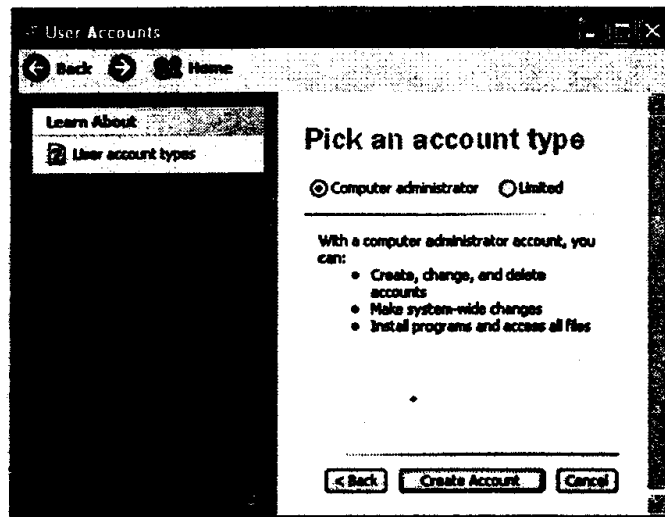 User Accounts
Back Home
Learn About
User account types
Pick an account type
Computer administrator Limited
With a computer administrator account, you
can:
• Create, change, and delete
accounts
• Make system-wide changes
• Install programs and access all files
< Back Create Account Cancel